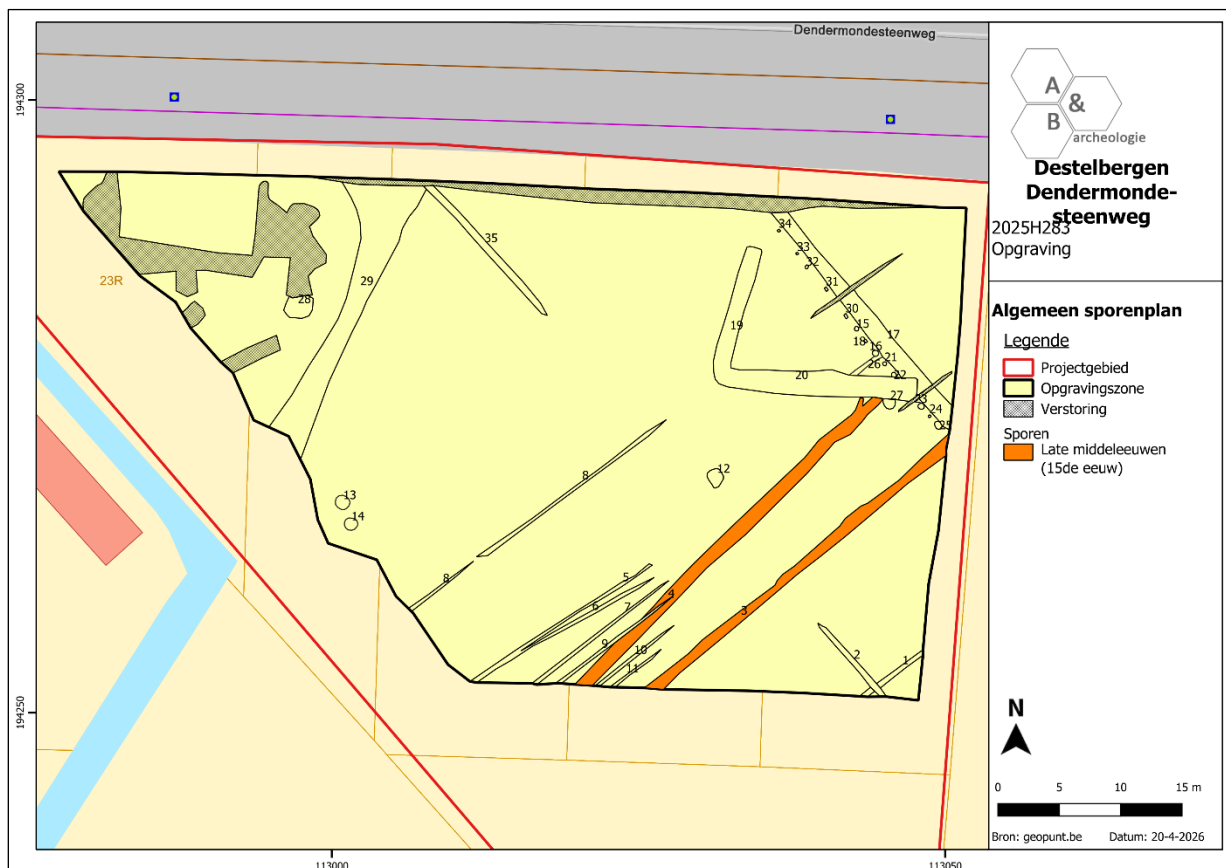 Dendermondesteenweg
194300
194250
113000
113050
23R
34
33
32
31
30
15
17
18
16
21
26
22
27
23
24
25
19
20
35
29
28
12
13
14
8
8
5
6
7
4
9
10
11
3
2
1
A
&
B
archeologie
Destelbergen
Dendermonde-
steenweg
2025H283
Opgraving
Algemeen sporenplan
Legende
Projectgebied
Opgravingszone
Verstoring
Sporen
Late middeleeuwen
(15de eeuw)
N
0 5 10 15 m
Bron: geopunt.be Datum: 20-4-2026